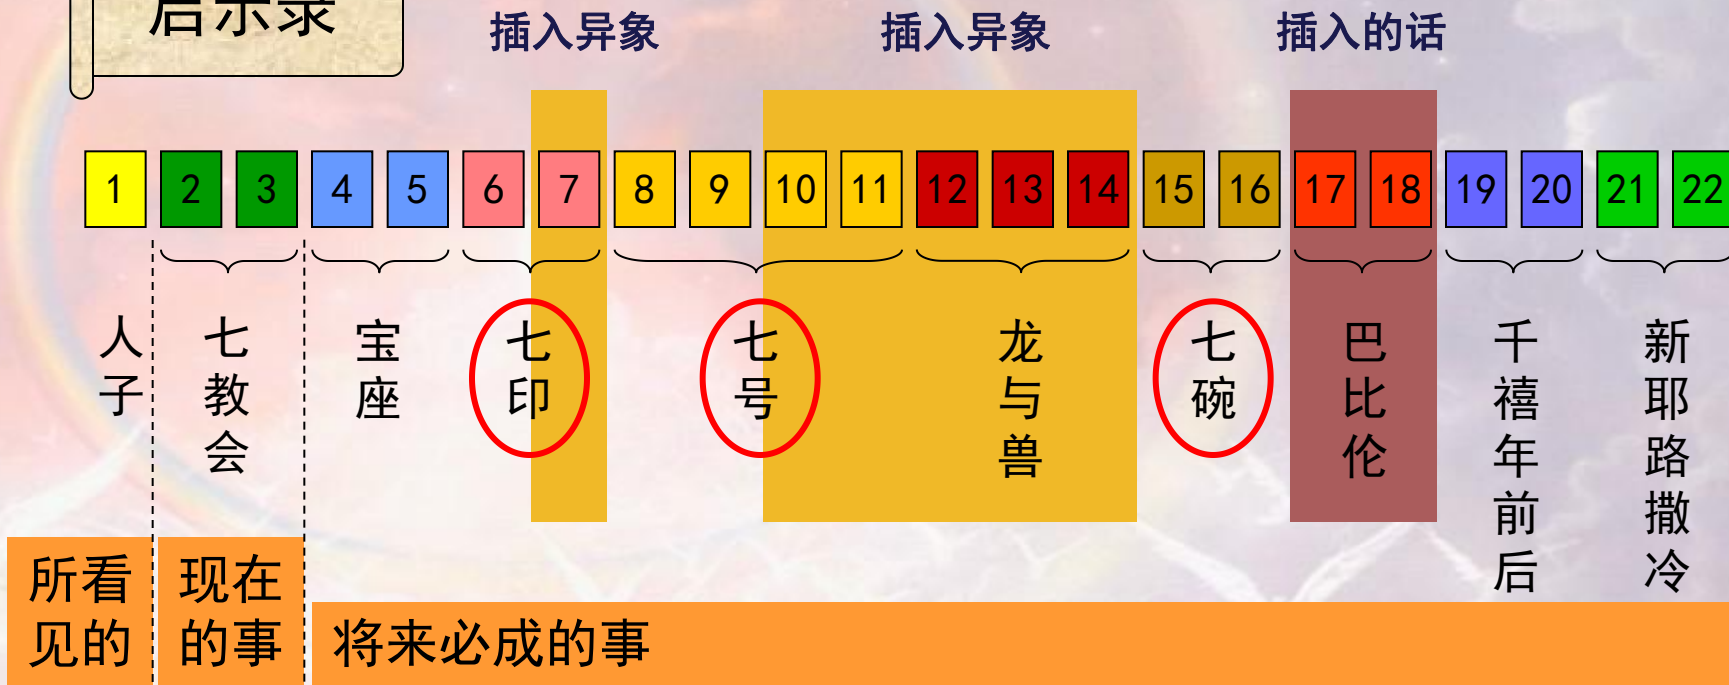 启示录
插入异象
插入异象
插入的话
1 2 3 4 5 6 7 8 9 10 11 12 13 14 15 16 17 18 19 20 21 22
人子
七教会
宝座
七印
七号
龙与兽
七碗
巴比伦
千禧年前后
新耶路撒冷
所看
见的
现在
的事
将来必成的事